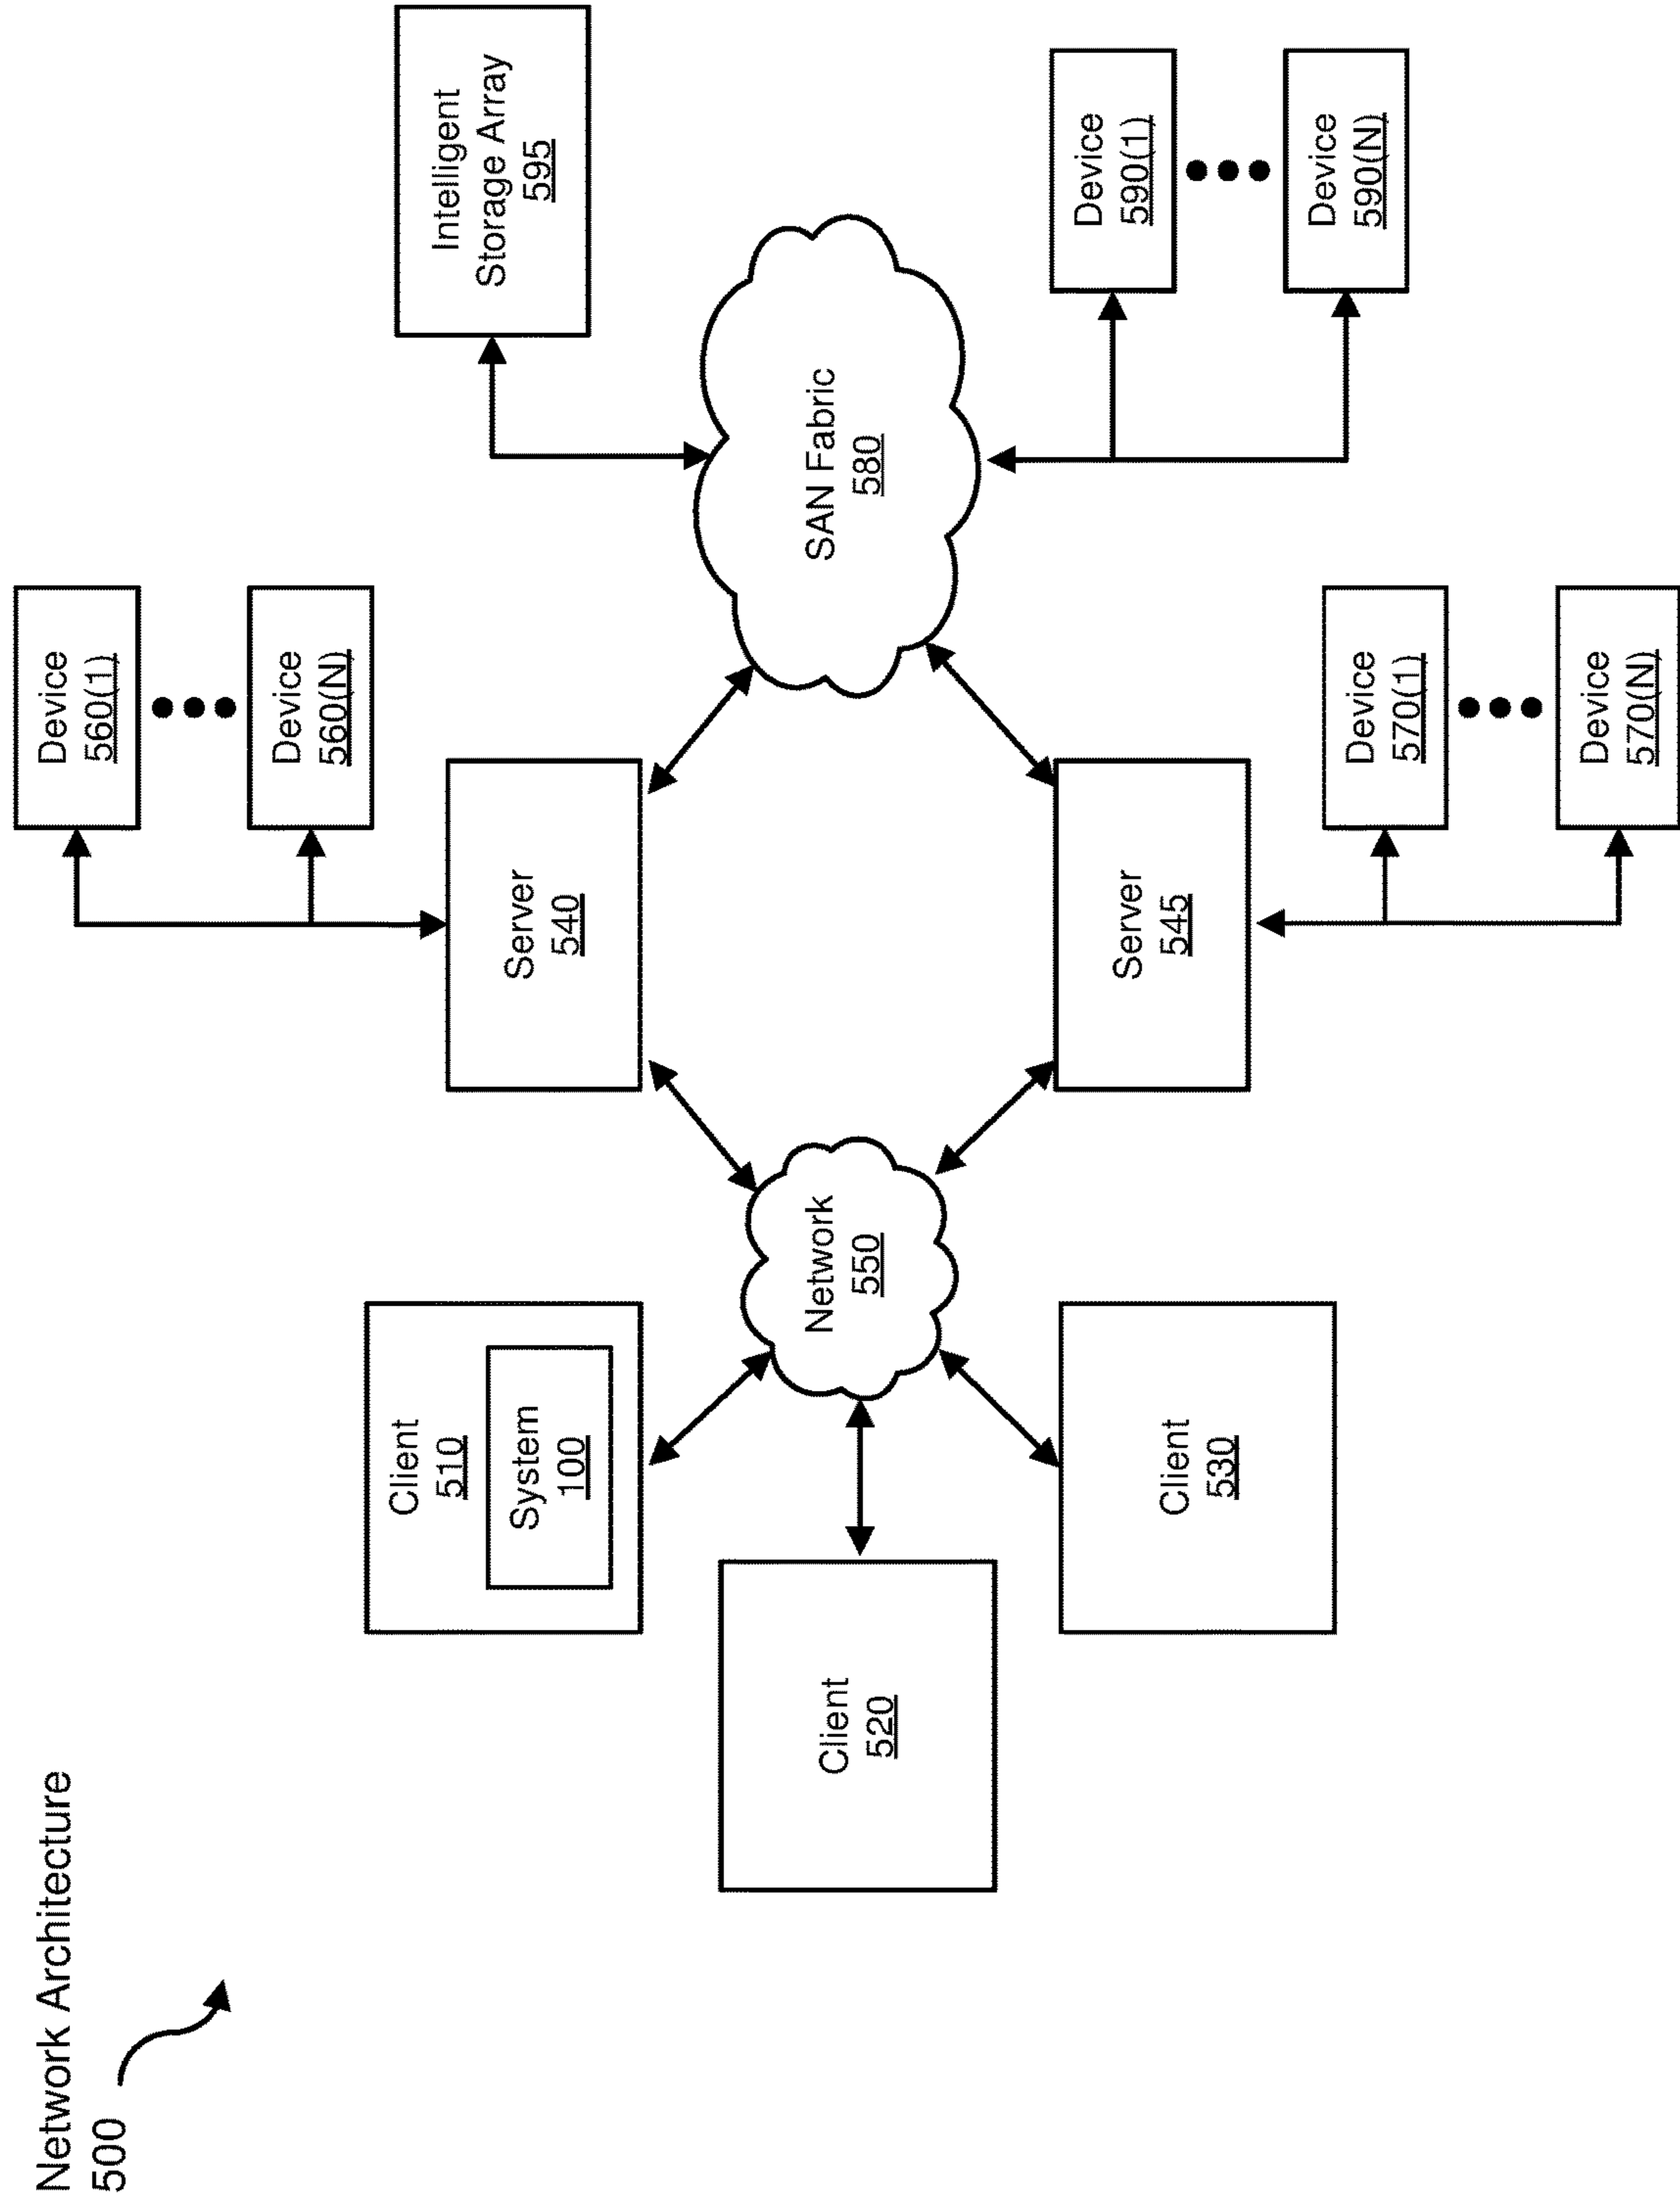 Network Architecture
500
Device
560(1)
Device
560(N)
Intelligent
Storage Array
595
Client
510
System
100
Server
540
Client
520
Network
550
SAN Fabric
580
Device
590(1)
Device
590(N)
Client
530
Server
545
Device
570(1)
Device
570(N)